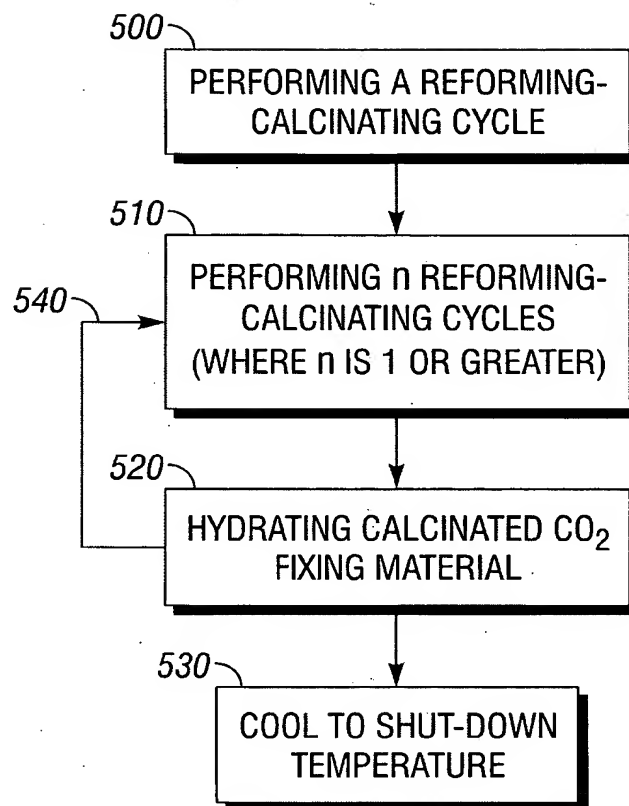 500
PERFORMING A REFORMING-
CALCINATING CYCLE
510
540
PERFORMING n REFORMING-
CALCINATING CYCLES
(WHERE n IS 1 OR GREATER)
520
HYDRATING CALCINATED CO₂
FIXING MATERIAL
530
COOL TO SHUT-DOWN
TEMPERATURE